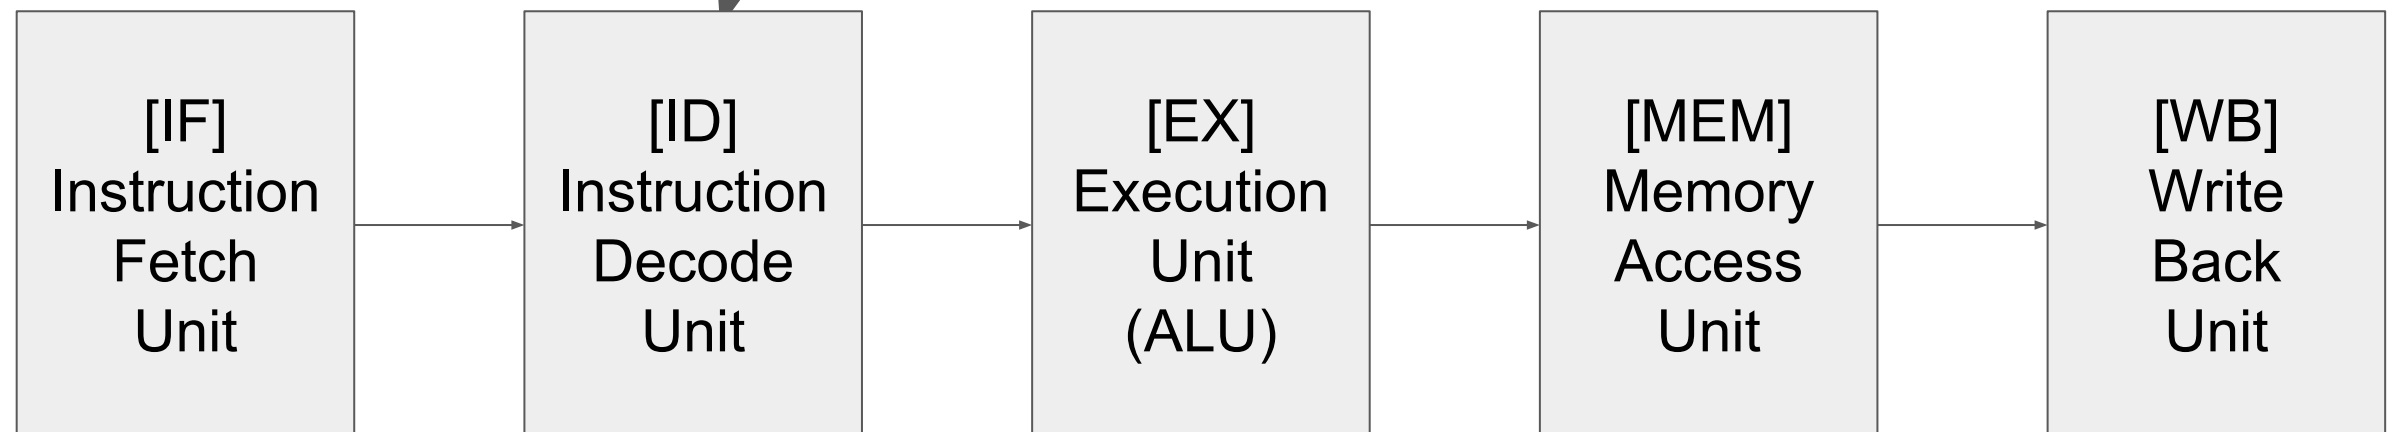 [IF]
Instruction
Fetch
Unit
[ID]
Instruction
Decode
Unit
[EX]
Execution
Unit
(ALU)
[MEM]
Memory
Access
Unit
[WB]
Write
Back
Unit